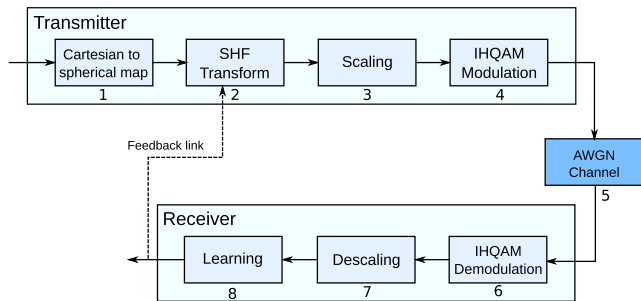 Transmitter
Cartesian to
spherical map
1
SHF
Transform
2
Scaling
3
IHQAM
Modulation
4
AWGN
Channel
5
Feedback link
Receiver
IHQAM
Demodulation
6
Descaling
7
Learning
8